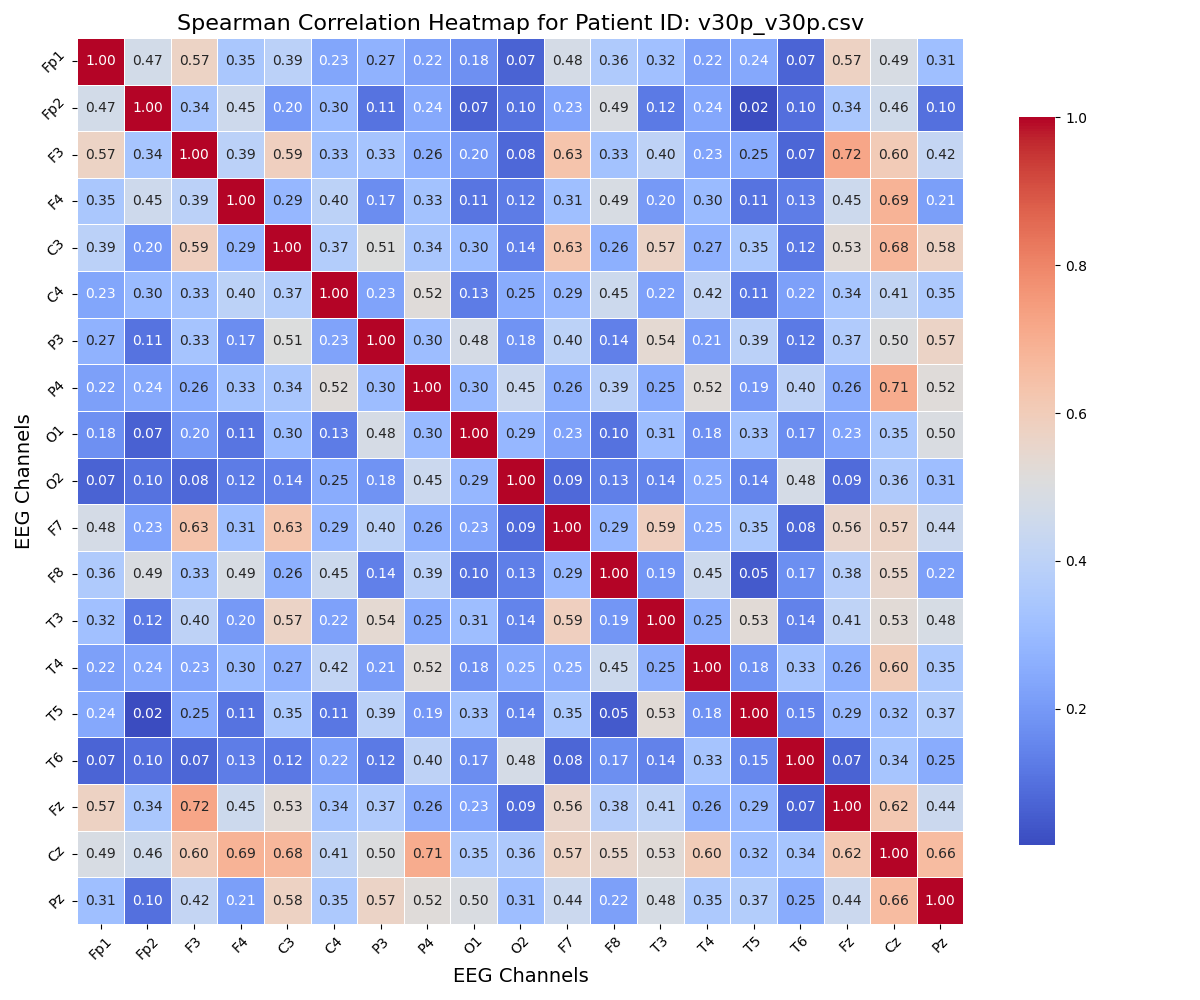 Spearman Correlation Heatmap for Patient ID: v30p_v30p.csv
Fp1 1.00 0.47 0.57 0.35 0.39 0.23 0.27 0.22 0.18 0.07 0.48 0.36 0.32 0.22 0.24 0.07 0.57 0.49 0.31
Fp2 0.47 1.00 0.34 0.45 0.20 0.30 0.11 0.24 0.07 0.10 0.23 0.49 0.12 0.24 0.02 0.10 0.34 0.46 0.10
F3 0.57 0.34 1.00 0.39 0.59 0.33 0.33 0.26 0.20 0.08 0.63 0.33 0.40 0.23 0.25 0.07 0.72 0.60 0.42
F4 0.35 0.45 0.39 1.00 0.29 0.40 0.17 0.33 0.11 0.12 0.31 0.49 0.20 0.30 0.11 0.13 0.45 0.69 0.21
C3 0.39 0.20 0.59 0.29 1.00 0.37 0.51 0.34 0.30 0.14 0.63 0.26 0.57 0.27 0.35 0.12 0.53 0.68 0.58
C4 0.23 0.30 0.33 0.40 0.37 1.00 0.23 0.52 0.13 0.25 0.29 0.45 0.22 0.42 0.11 0.22 0.34 0.41 0.35
P3 0.27 0.11 0.33 0.17 0.51 0.23 1.00 0.30 0.48 0.18 0.40 0.14 0.54 0.21 0.39 0.12 0.37 0.50 0.57
P4 0.22 0.24 0.26 0.33 0.34 0.52 0.30 1.00 0.30 0.45 0.26 0.39 0.25 0.52 0.19 0.40 0.26 0.71 0.52
O1 0.18 0.07 0.20 0.11 0.30 0.13 0.48 0.30 1.00 0.29 0.23 0.10 0.31 0.18 0.33 0.17 0.23 0.35 0.50
O2 0.07 0.10 0.08 0.12 0.14 0.25 0.18 0.45 0.29 1.00 0.09 0.13 0.14 0.25 0.14 0.48 0.09 0.36 0.31
F7 0.48 0.23 0.63 0.31 0.63 0.29 0.40 0.26 0.23 0.09 1.00 0.29 0.59 0.25 0.35 0.08 0.56 0.57 0.44
F8 0.36 0.49 0.33 0.49 0.26 0.45 0.14 0.39 0.10 0.13 0.29 1.00 0.19 0.45 0.05 0.17 0.38 0.55 0.22
T3 0.32 0.12 0.40 0.20 0.57 0.22 0.54 0.25 0.31 0.14 0.59 0.19 1.00 0.25 0.53 0.14 0.41 0.53 0.48
T4 0.22 0.24 0.23 0.30 0.27 0.42 0.21 0.52 0.18 0.25 0.25 0.45 0.25 1.00 0.18 0.33 0.26 0.60 0.35
T5 0.24 0.02 0.25 0.11 0.35 0.11 0.39 0.19 0.33 0.14 0.35 0.05 0.53 0.18 1.00 0.15 0.29 0.32 0.37
T6 0.07 0.10 0.07 0.13 0.12 0.22 0.12 0.40 0.17 0.48 0.08 0.17 0.14 0.33 0.15 1.00 0.07 0.34 0.25
Fz 0.57 0.34 0.72 0.45 0.53 0.34 0.37 0.26 0.23 0.09 0.56 0.38 0.41 0.26 0.29 0.07 1.00 0.62 0.44
Cz 0.49 0.46 0.60 0.69 0.68 0.41 0.50 0.71 0.35 0.36 0.57 0.55 0.53 0.60 0.32 0.34 0.62 1.00 0.66
Pz 0.31 0.10 0.42 0.21 0.58 0.35 0.57 0.52 0.50 0.31 0.44 0.22 0.48 0.35 0.37 0.25 0.44 0.66 1.00
Fp1 Fp2 F3 F4 C3 C4 P3 P4 O1 O2 F7 F8 T3 T4 T5 T6 Fz Cz Pz
EEG Channels
EEG Channels
1.0
0.8
0.6
0.4
0.2